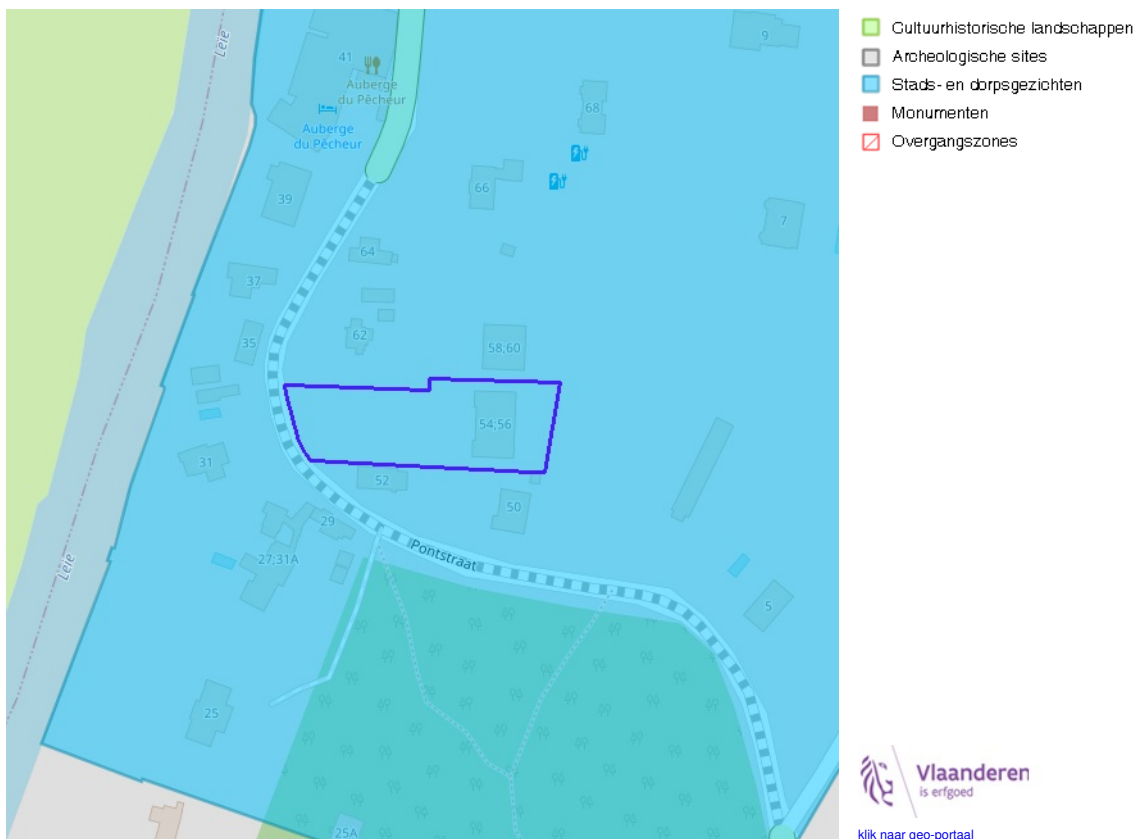 Leie
41
Auberge
du Pêcheur
Auberge
du Pêcheur
9
68
39
66
7
64
37
35
62
58;60
54;56
31
52
50
29
27;31A
Pontstraat
5
Leie
25
25A
Cultuurhistorische landschappen
Archeologische sites
Stads- en dorpsgezichten
Monumenten
Overgangszones
Vlaanderen
is erfgoed
klik naar geo-portaal